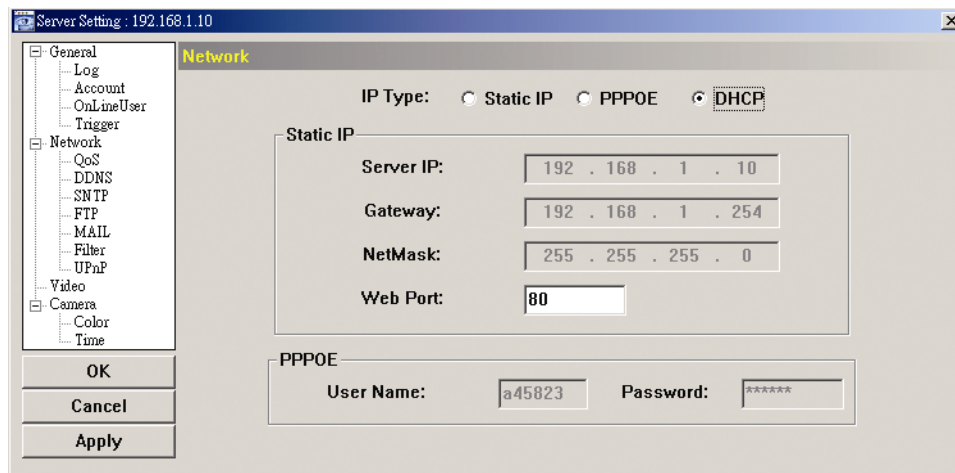 Server Setting : 192.168.1.10
General
Log
Account
OnLineUser
Trigger
Network
QoS
DDNS
SNTP
FTP
MAIL
Filter
UPnP
Video
Camera
Color
Time
OK
Cancel
Apply
Network
IP Type: Static IP PPPOE DHCP
Static IP
Server IP: 192 . 168 . 1 . 10
Gateway: 192 . 168 . 1 . 254
NetMask: 255 . 255 . 255 . 0
Web Port: 80
PPPOE
User Name: a45823 Password: ******